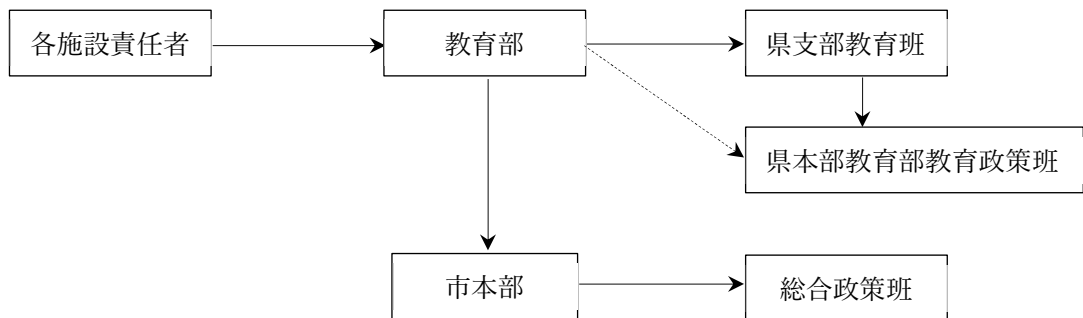 各施設責任者
教育部
県支部教育班
県本部教育部教育政策班
市本部
総合政策班